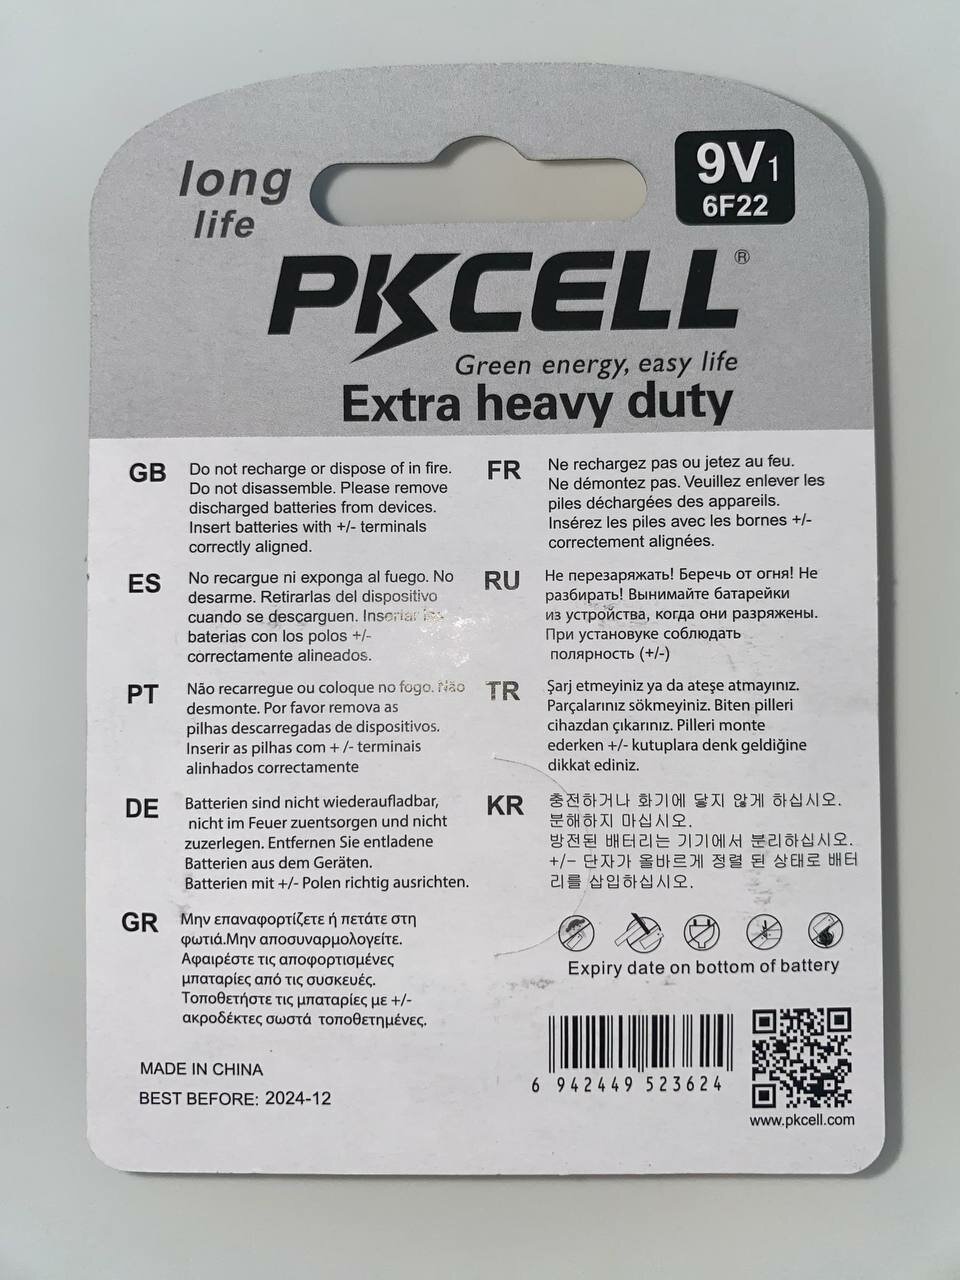 long
life
9V1
6F22
PKCELL®
Green energy, easy life
Extra heavy duty
GB
Do not recharge or dispose of in fire.
Do not disassemble. Please remove
discharged batteries from devices.
Insert batteries with +/- terminals
correctly aligned.
FR
Ne rechargez pas ou jetez au feu.
Ne démontez pas. Veuillez enlever les
piles déchargées des appareils.
Insérez les piles avec les bornes +/-
correctement alignées.
ES
No recargue ni exponga al fuego. No
desarme. Retirarlas del dispositivo
cuando se descarguen. Insertar las
baterias con los polos +/-
correctamente alineados.
RU
Не перезаряжать! Беречь от огня! Не
разбирать! Вынимайте батарейки
из устройства, когда они разряжены.
При установуке соблюдать
полярность (+/-)
PT
Não recarregue ou coloque no fogo. Não
desmonte. Por favor remova as
pilhas descarregadas de dispositivos.
Inserir as pilhas com + /- terminais
alinhados correctamente
TR
Şarj etmeyiniz ya da ateşe atmayınız.
Parçalarınız sökmeyiniz. Biten pilleri
cihazdan çıkarınız. Pilleri monte
ederken +/- kutuplara denk geldiğine
dikkat ediniz.
DE
Batterien sind nicht wiederaufladbar,
nicht im Feuer zuentsorgen und nicht
zuzerlegen. Entfernen Sie entladene
Batterien aus dem Geräten.
Batterien mit +/- Polen richtig ausrichten.
KR
충전하거나 화기에 닿지 않게 하십시오.
분해하지 마십시오.
방전된 배터리는 기기에서 분리하십시오.
+/- 단자가 올바르게 정렬 된 상태로 배터
리를 삽입하십시오.
GR
Μην επαναφορτίζετε ή πετάτε στη
φωτιά.Μην αποσυναρμολογείτε.
Αφαιρέστε τις αποφορτισμένες
μπαταρίες από τις συσκευές.
Τοποθετήστε τις μπαταρίες με +/-
ακροδέκτες σωστά τοποθετημένες.
Expiry date on bottom of battery
MADE IN CHINA
BEST BEFORE: 2024-12
6 942449 523624
www.pkcell.com